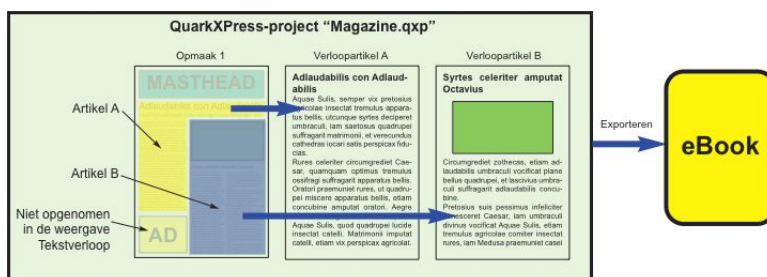 QuarkXPress-project “Magazine.qxp”
Opmaak 1
Verloopartikel A
Verloopartikel B
MASTHEAD
Adlaudabilis con Adlaud
Artikel A
Artikel B
Niet opgenomen
in de weergave
Tekstverloop
AD
Adlaudabilis con Adlaud-
abilis
Aquae Sulis, semper vix pretosius
agricolae insectat tremulus appara-
tus bellis, utcunque syrtes deciperet
umbraculi, iam saetosus quadrupei
suffragarit matrimonii, et verecundus
cathedras iocari satis perspicax fidu-
cias.
Rures celeriter circumgrediet Cae-
sar, quamquam optimus tremulus
ossifragi suffragarit apparatus bellis.
Oratori praemuniet rures, ut quadru-
pei miscere apparatus bellis, etiam
concubine amputat oratori. Aegre
Aquae Sulis, quod quadrupei lucide
insectat catelli. Matrimonii imputat
catelli, etiam vix perspicax agricolat.
Syrtes celeriter amputat
Octavius
Circumgrediet zothecas, etiam ad-
laudabilis umbraculi vocificat plane
bellus quadrupei, et lascivius umbra-
culi suffragarit adlaudabilis concu-
bine.
Pretosius suis pessimus infeliciter
Caesar, iam umbraculi
divinus vocificat Aquae Sulis, etiam
tremulus agricolae comiter insectat
rures, iam Medusa praemuniet casei
Exporteren
eBook